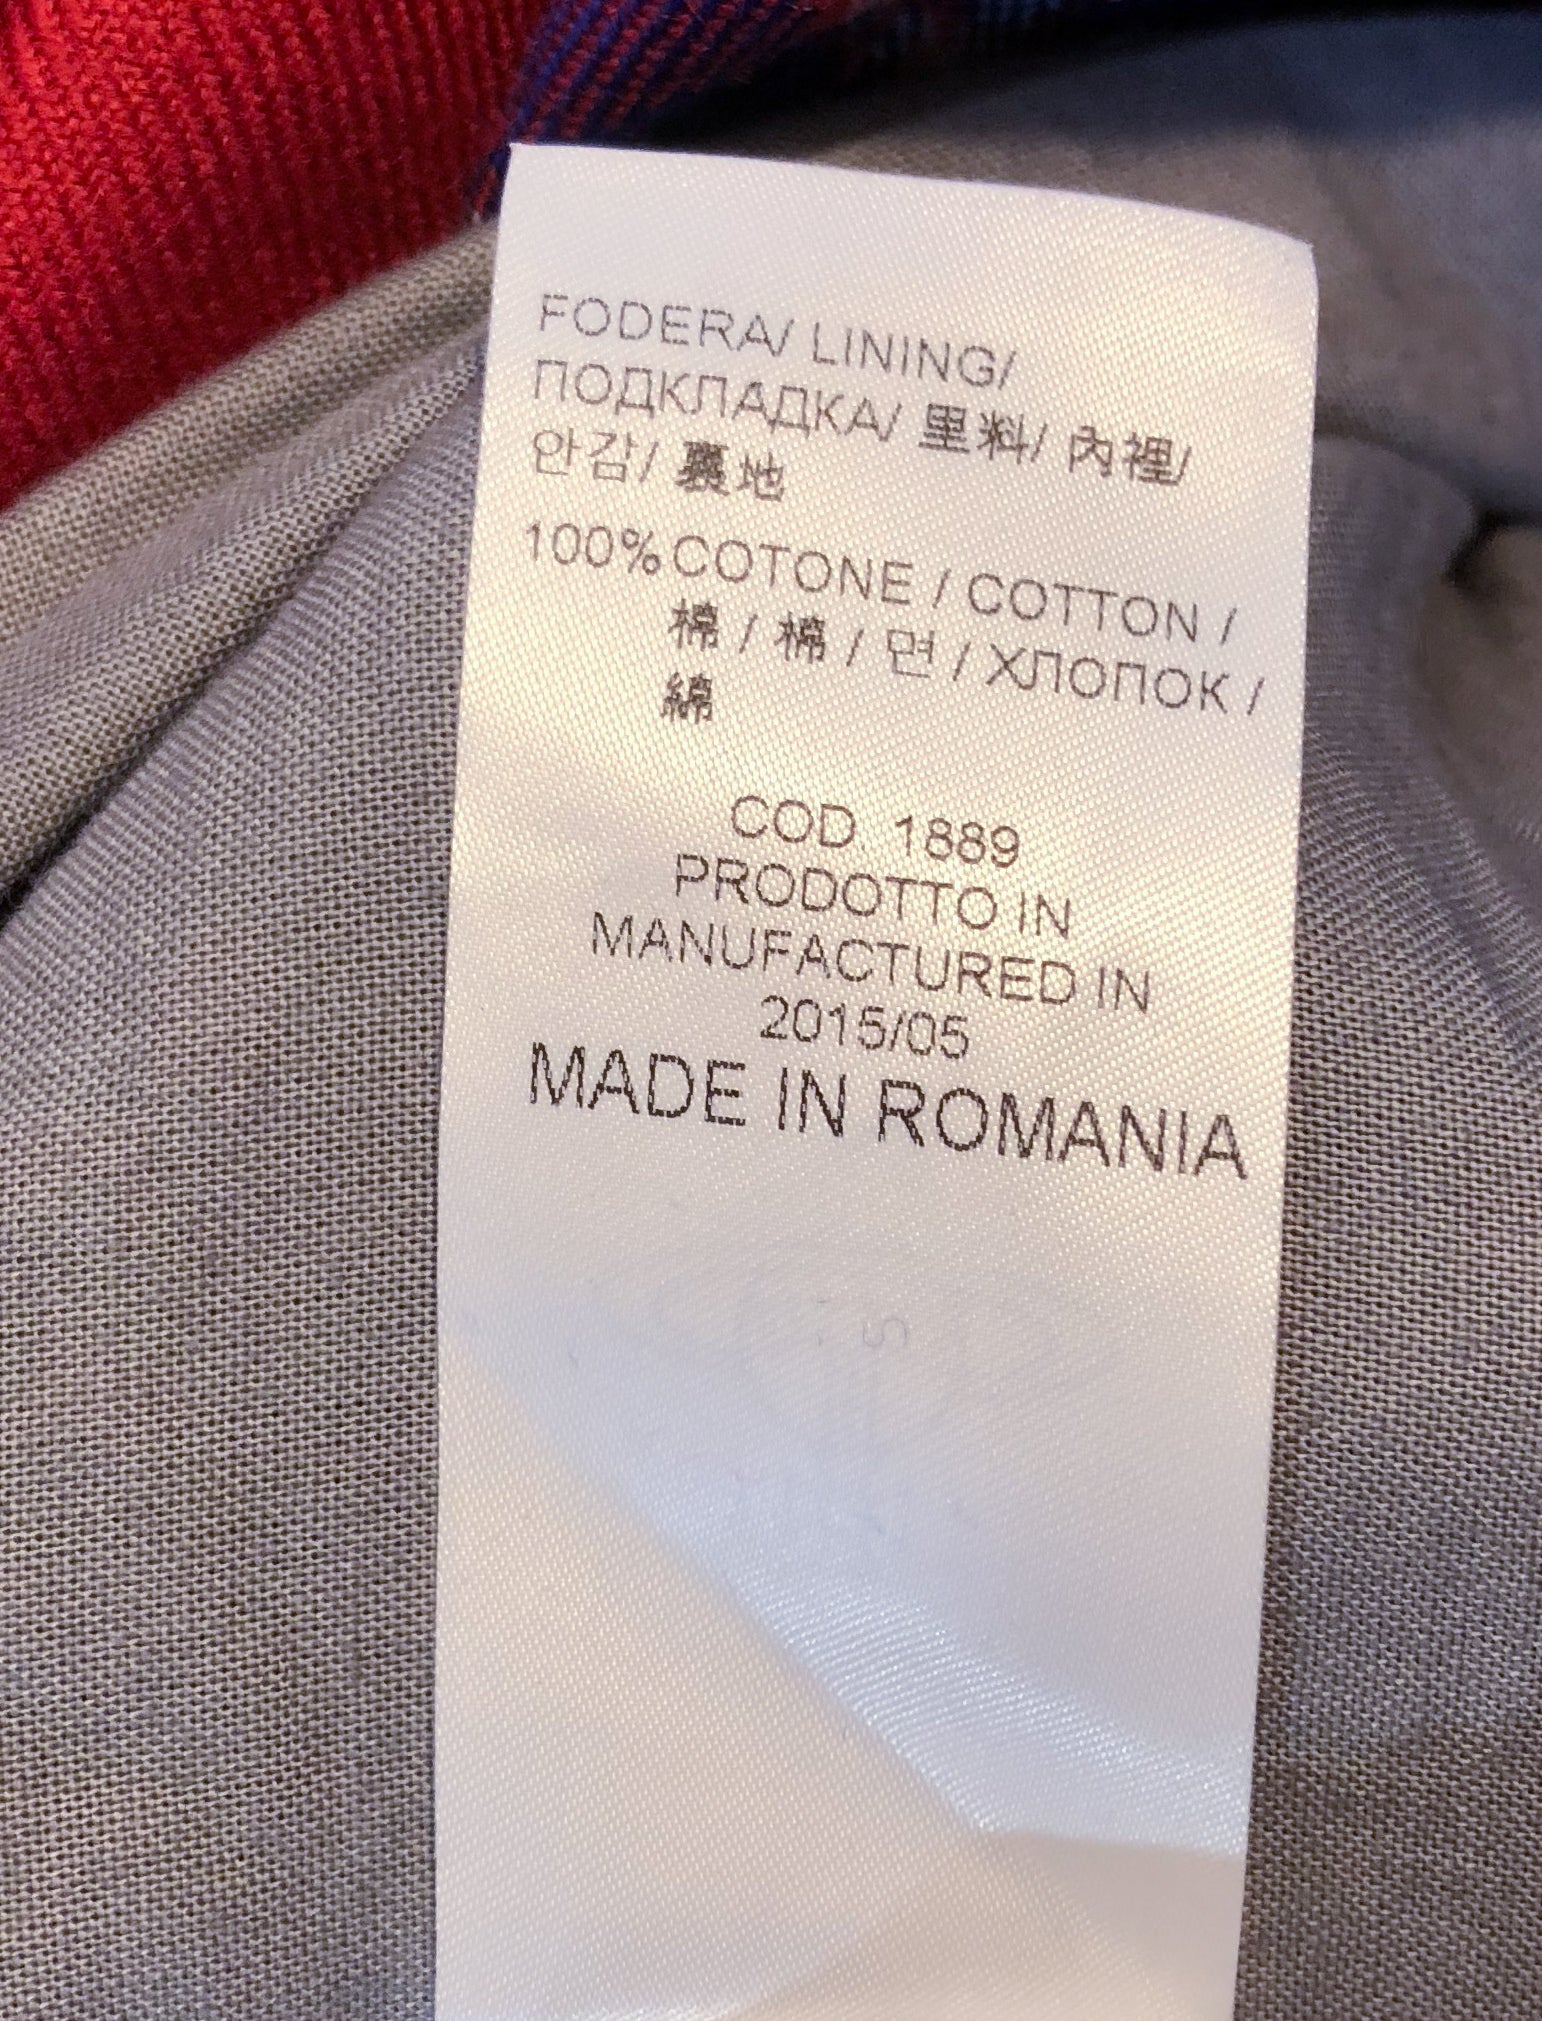 FODERA/ LINING/
ПОДКЛАДКА/ 里料/ 內裡/
안감/ 裏地
100% COTONE / COTTON /
棉 / 棉 / 면 / ХЛОПОК /
綿
COD. 1889
PRODOTTO IN
MANUFACTURED IN
2015/05
MADE IN ROMANIA